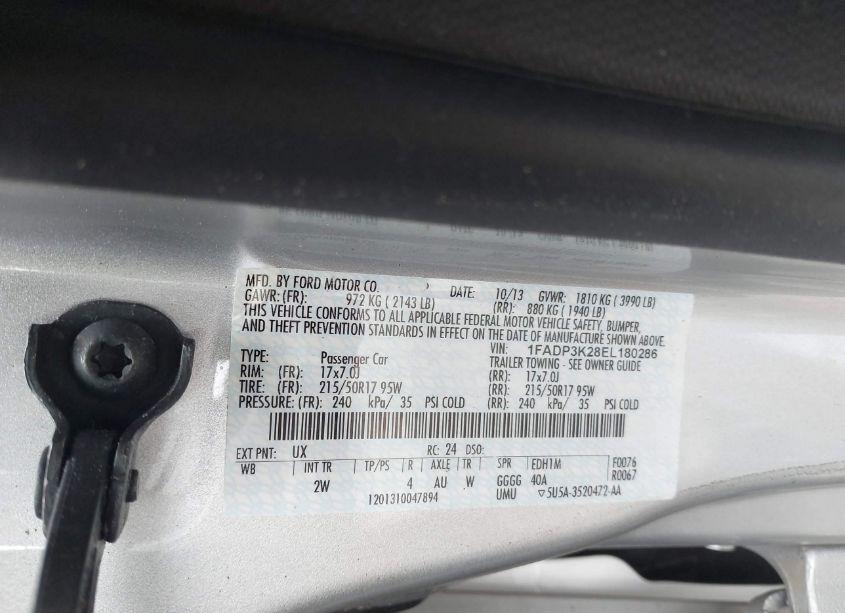 MFD. BY FORD MOTOR CO. DATE: 10/13 GVWR: 1810 KG ( 3990 LB)
GAWR: (FR): 972 KG ( 2143 LB) (RR): 880 KG ( 1940 LB)
THIS VEHICLE CONFORMS TO ALL APPLICABLE FEDERAL MOTOR VEHICLE SAFETY, BUMPER,
AND THEFT PREVENTION STANDARDS IN EFFECT ON THE DATE OF MANUFACTURE SHOWN ABOVE.
VIN: 1FADP3K28EL180286
TYPE: Passenger Car TRAILER TOWING - SEE OWNER GUIDE
RIM: (FR): 17x7.0J (RR): 17x7.0J
TIRE: (FR): 215/50R17 95W (RR): 215/50R17 95W
PRESSURE: (FR): 240 kPa/ 35 PSI COLD (RR): 240 kPa/ 35 PSI COLD
EXT PNT: UX RC: 24 DSO:
WB INT TR TP/PS R AXLE TR SPR EDH1M F0076
2W 4 AU W GGGG 40A R0067
1201310047894 UMU ▽5U5A-3520472-AA